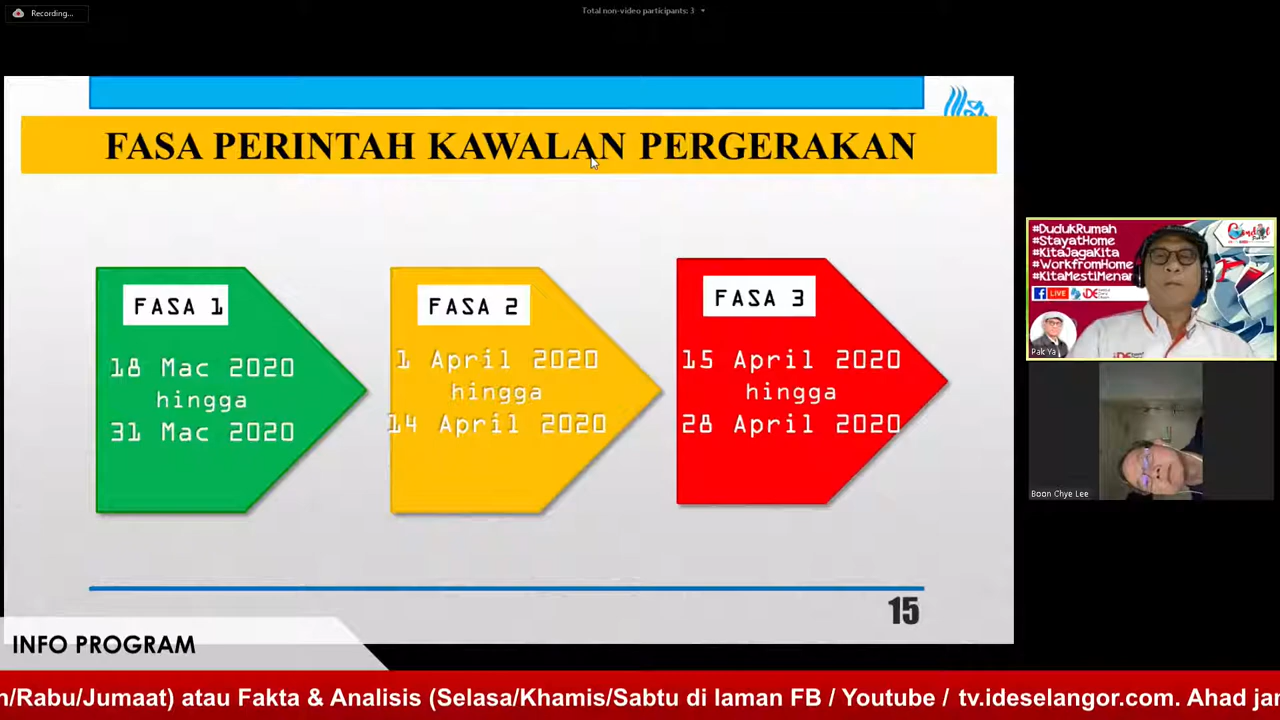 Recording...
Total non-video participants: 3
FASA PERINTAH KAWALAN PERGERAKAN
FASA 1
18 Mac 2020
hingga
31 Mac 2020
FASA 2
1 April 2020
hingga
14 April 2020
FASA 3
15 April 2020
hingga
28 April 2020
15
#DudukRumah
#StayatHome
#KitaJagaKita
#WorkfromHome
#KitaMestiMenan
LIVE
Pak Ya
Boon Chye Lee
INFO PROGRAM
n/Rabu/Jumaat) atau Fakta & Analisis (Selasa/Khamis/Sabtu di laman FB / Youtube / tv.ideselangor.com. Ahad jan